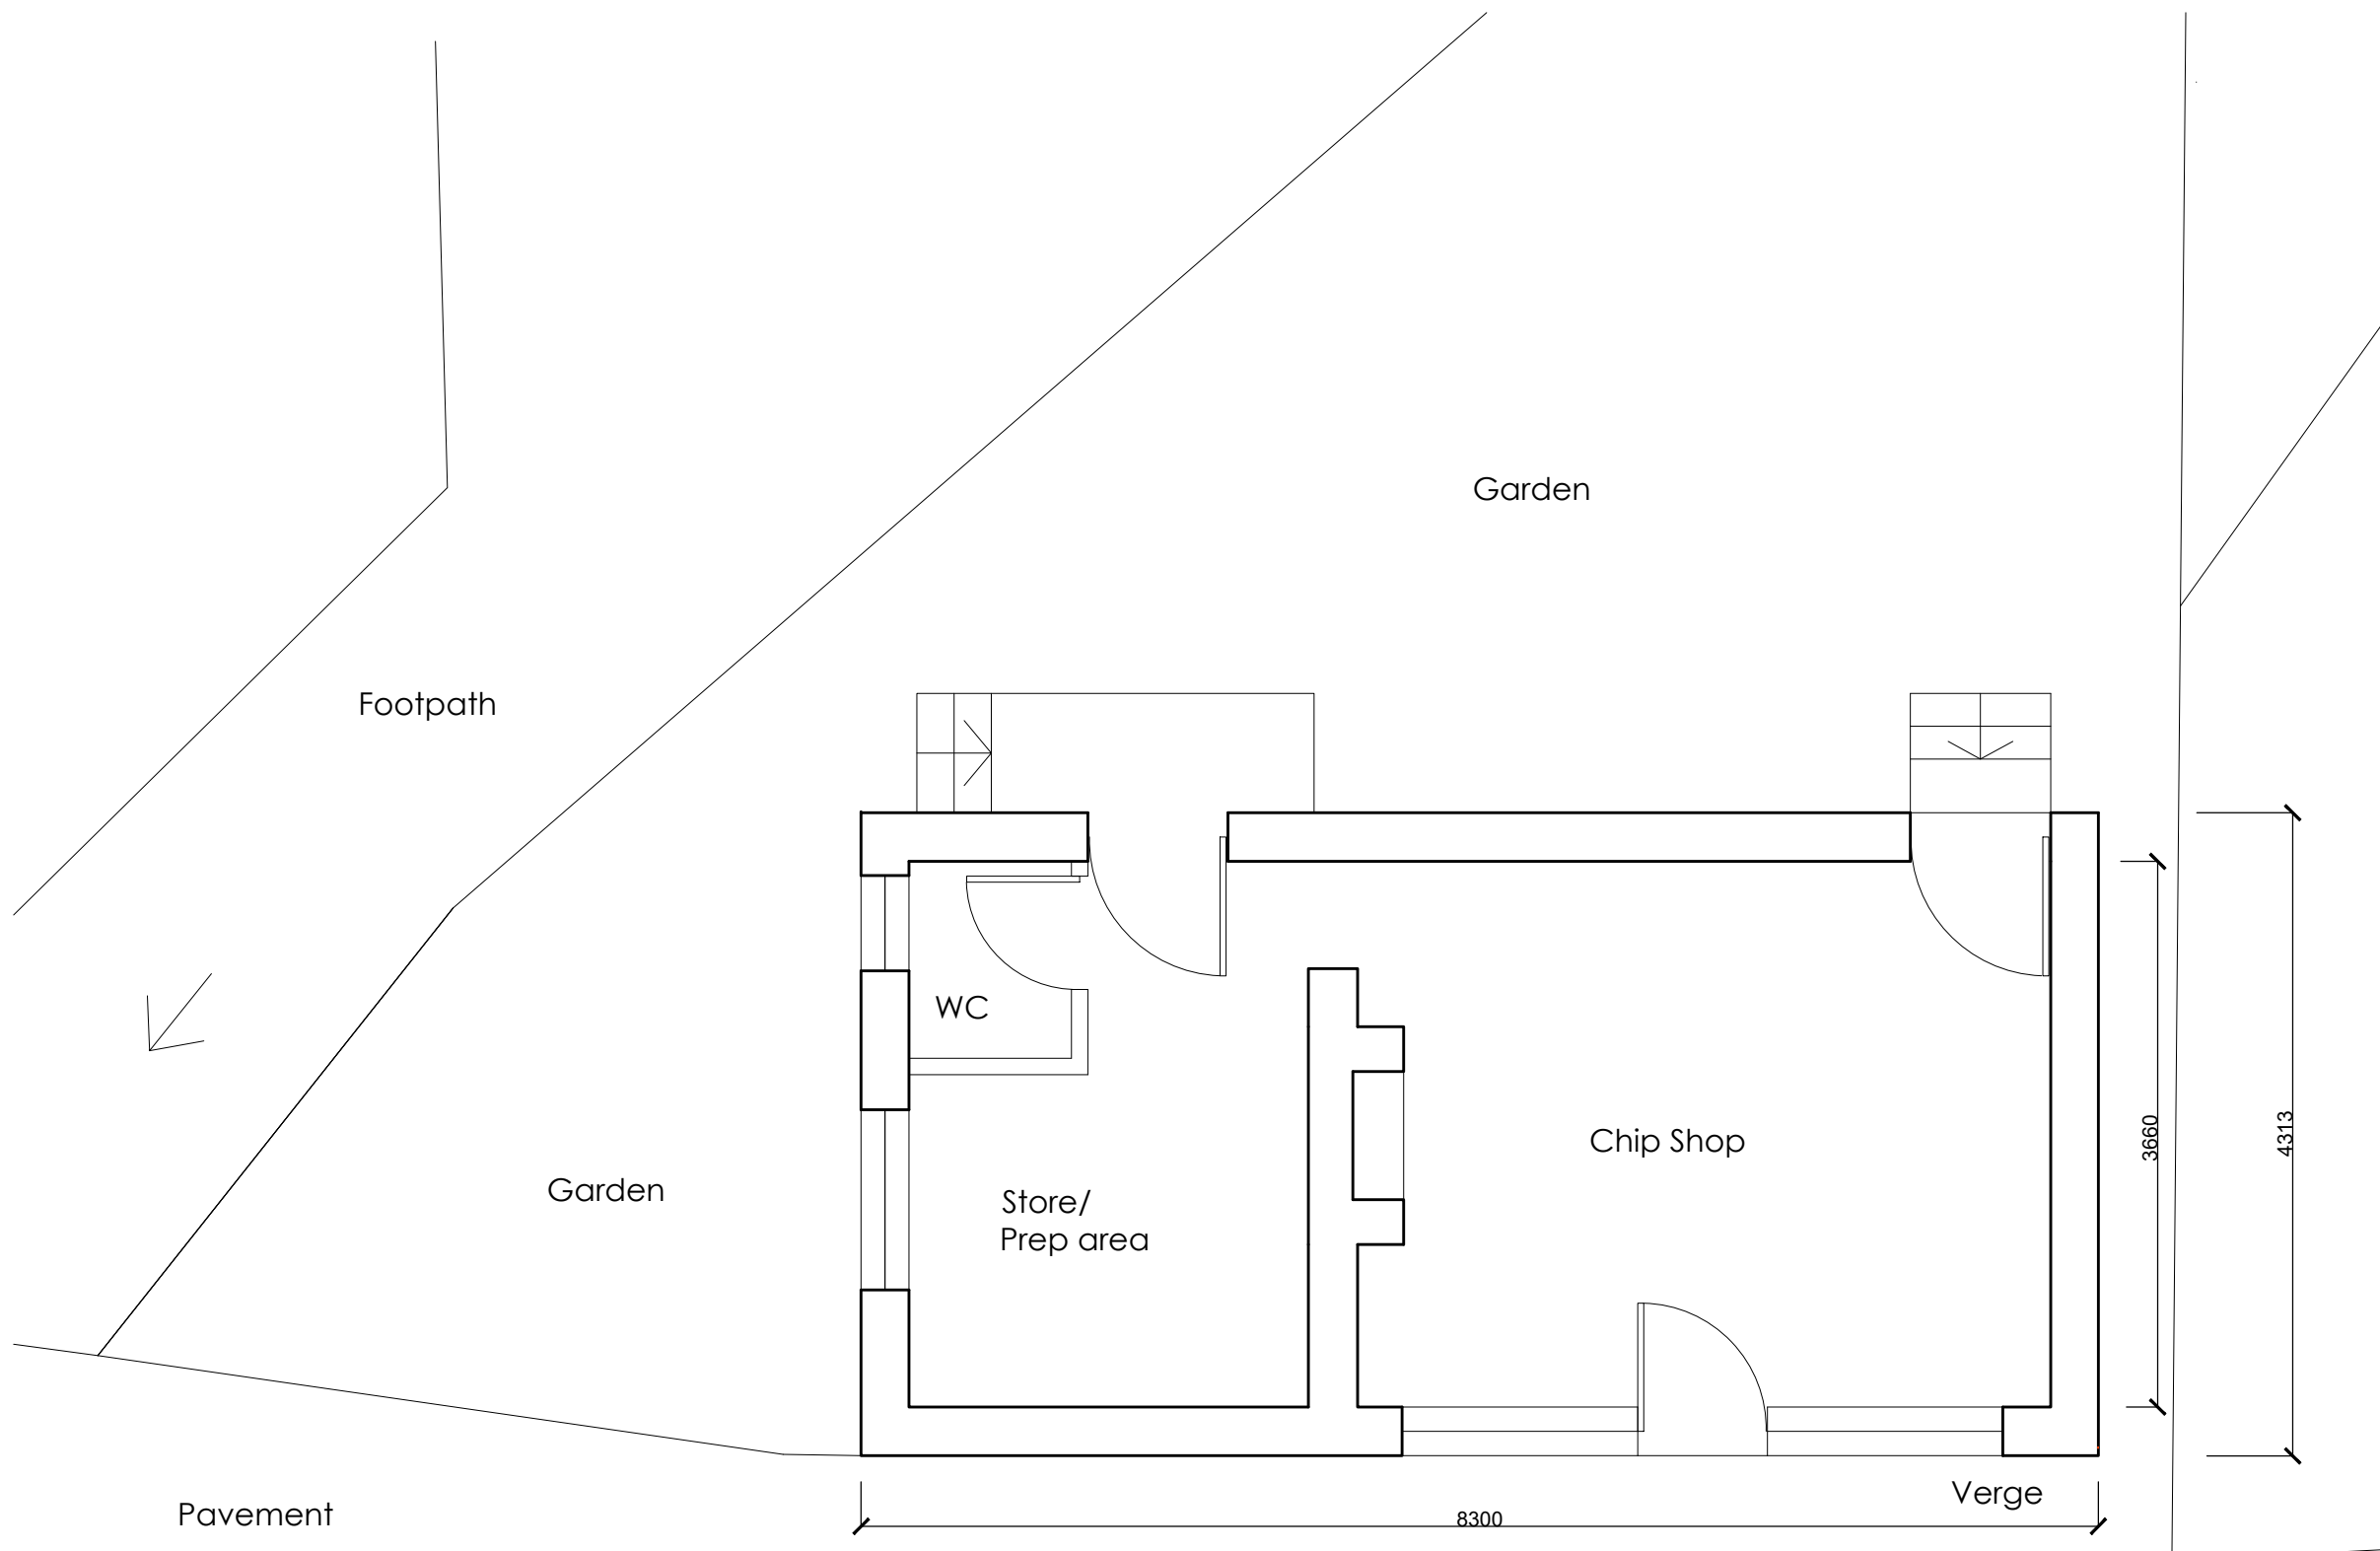 Garden
Footpath
WC
Chip Shop
3660
4313
Garden
Store/
Prep area
Verge
Pavement
8300